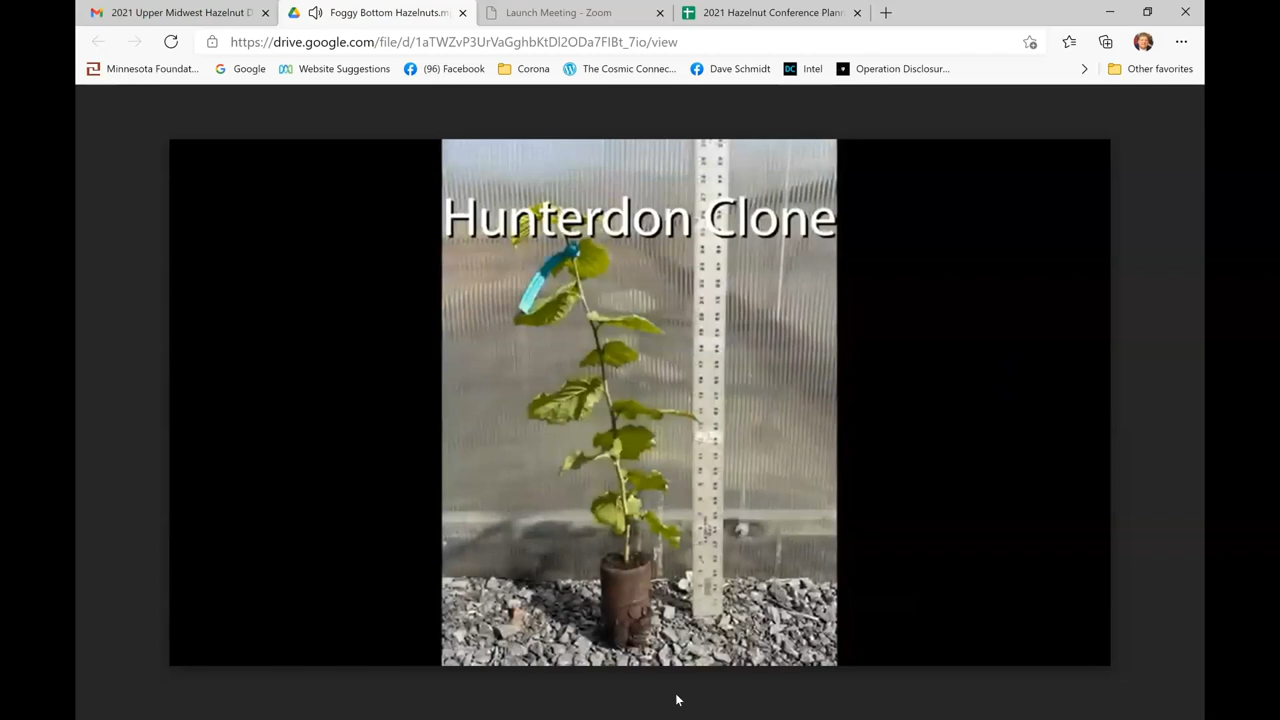 2021 Upper Midwest Hazelnut D
Foggy Bottom Hazelnuts.m
Launch Meeting - Zoom
2021 Hazelnut Conference Plan
https://drive.google.com/file/d/1aTWZvP3UrVaGghbKtDl2ODa7FlBt_7io/view
Minnesota Foundat...
Google
Website Suggestions
(96) Facebook
Corona
The Cosmic Connec...
Dave Schmidt
DC
Intel
Operation Disclosur...
Other favorites
Hunterdon Clone